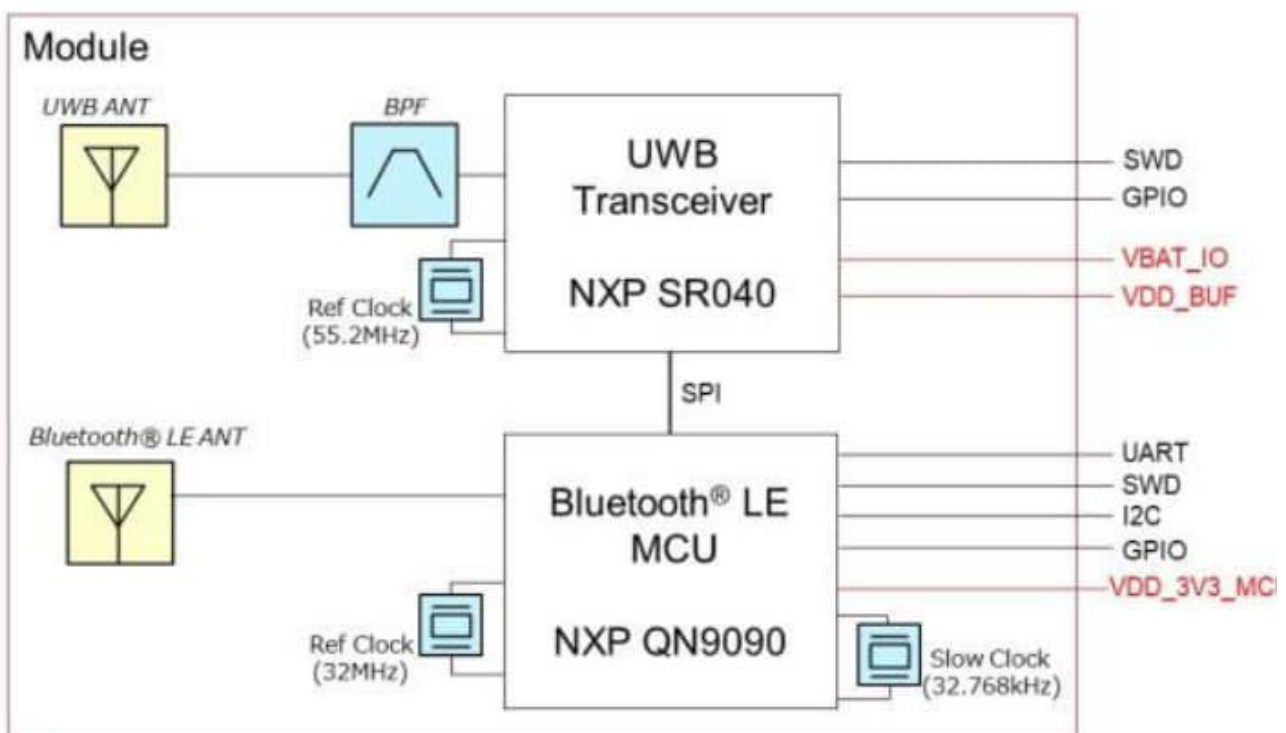 Module
UWB ANT
BPF
UWB
Transceiver
NXP SR040
SWD
GPIO
VBAT_IO
VDD_BUF
Ref Clock
(55.2MHz)
SPI
Bluetooth® LE ANT
Bluetooth® LE
MCU
NXP QN9090
UART
SWD
I2C
GPIO
VDD_3V3_MC
Ref Clock
(32MHz)
Slow Clock
(32.768kHz)